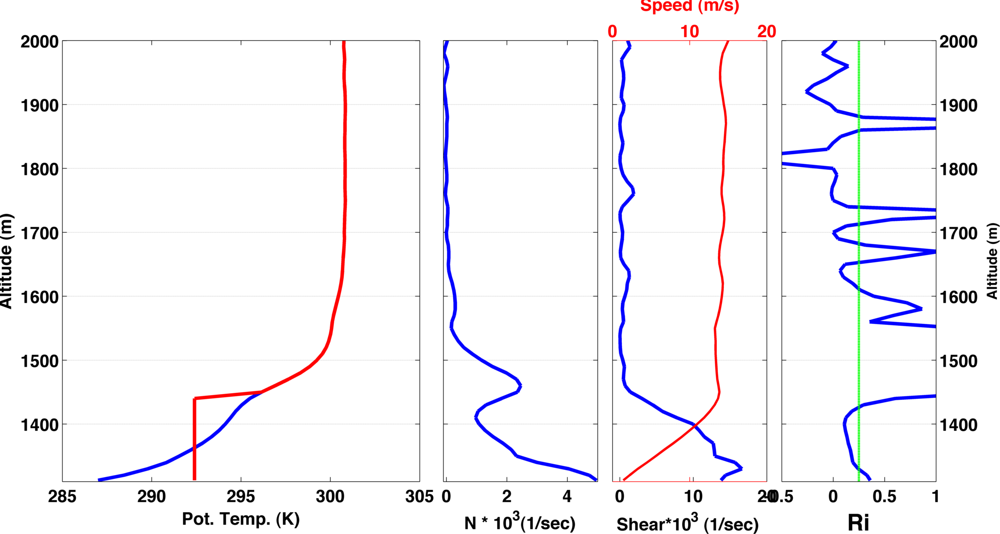 Speed (m/s)
0 10 20
2000 2000
1900 1900
1800 1800
1700 1700
1600 1600
1500 1500
1400 1400
Altitude (m)
Altitude (m)
285 290 295 300 305 0 2 4 0 10 20 -0.5 0 0.5 1
Pot. Temp. (K) N * 10³(1/sec) Shear*10³ (1/sec) Ri